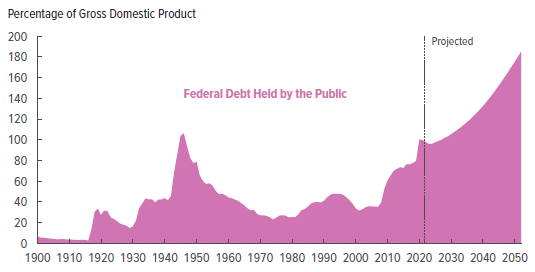 Percentage of Gross Domestic Product
200
Projected
180
160
140
Federal Debt Held by the Public
120
100
80
60
40
20
0
1900 1910 1920 1930 1940 1950 1960 1970 1980 1990 2000 2010 2020 2030 2040 2050